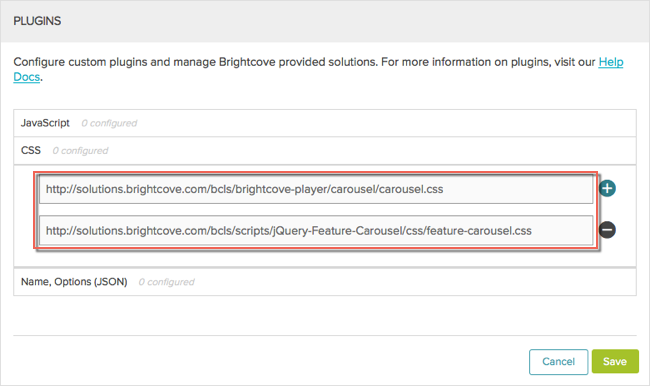 PLUGINS
Configure custom plugins and manage Brightcove provided solutions. For more information on plugins, visit our Help
Docs.
JavaScript 0 configured
CSS 0 configured
http://solutions.brightcove.com/bcls/brightcove-player/carousel/carousel.css
http://solutions.brightcove.com/bcls/scripts/jQuery-Feature-Carousel/css/feature-carousel.css
Name, Options (JSON) 0 configured
Cancel Save